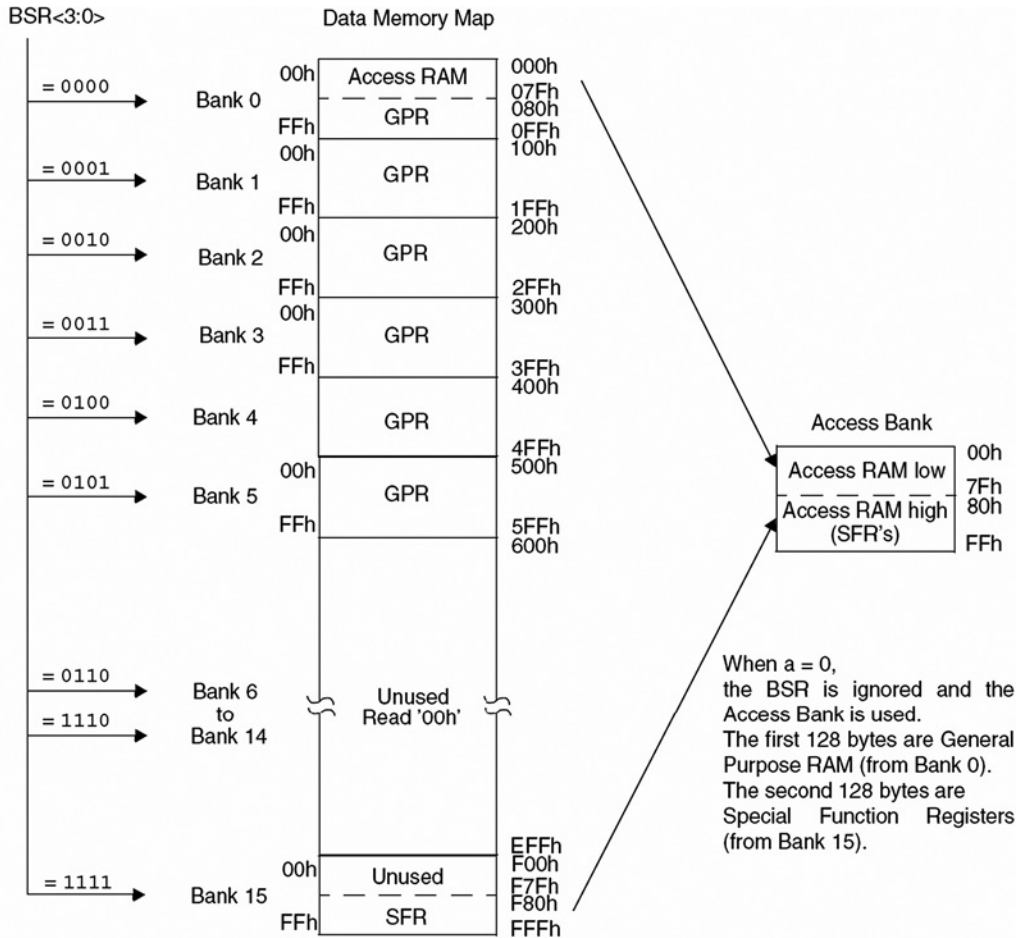 BSR<3:0>
Data Memory Map
= 0000
Bank 0
00h
Access RAM
000h
07Fh
080h
GPR
FFh
0FFh
= 0001
Bank 1
00h
100h
GPR
FFh
1FFh
= 0010
Bank 2
00h
200h
GPR
FFh
2FFh
= 0011
Bank 3
00h
300h
GPR
FFh
3FFh
= 0100
Bank 4
400h
GPR
4FFh
= 0101
Bank 5
00h
500h
GPR
FFh
5FFh
600h
= 0110
Bank 6
to
= 1110
Bank 14
Unused
Read '00h'
EFFh
= 1111
Bank 15
00h
F00h
Unused
F7Fh
F80h
SFR
FFh
FFFh
Access Bank
Access RAM low
00h
7Fh
Access RAM high
(SFR's)
80h
FFh
When a = 0,
the BSR is ignored and the
Access Bank is used.
The first 128 bytes are General
Purpose RAM (from Bank 0).
The second 128 bytes are
Special Function Registers
(from Bank 15).